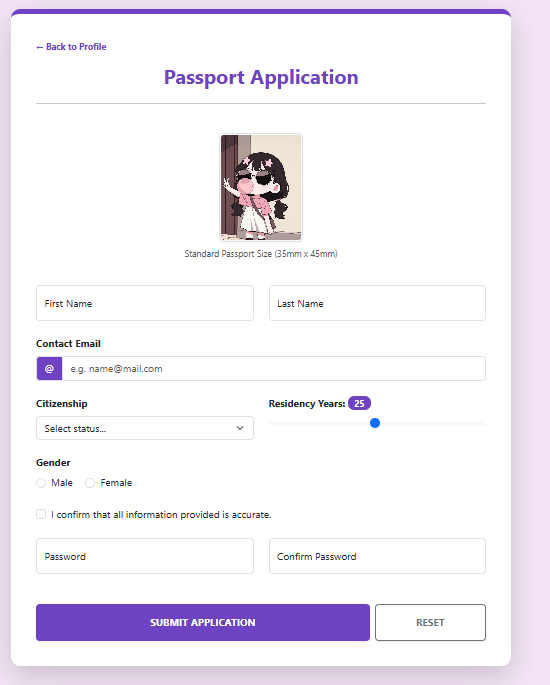 ← Back to Profile
Passport Application
Standard Passport Size (35mm x 45mm)
First Name
Last Name
Contact Email
@ e.g. name@mail.com
Citizenship
Residency Years: 25
Select status...
Gender
Male
Female
I confirm that all information provided is accurate.
Password
Confirm Password
SUBMIT APPLICATION
RESET